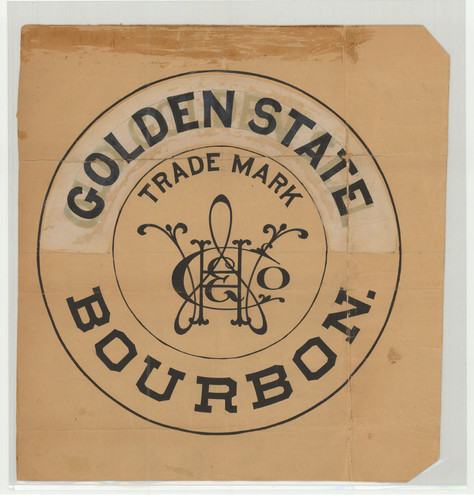 GOLDEN STATE
TRADE MARK
BOURBON.